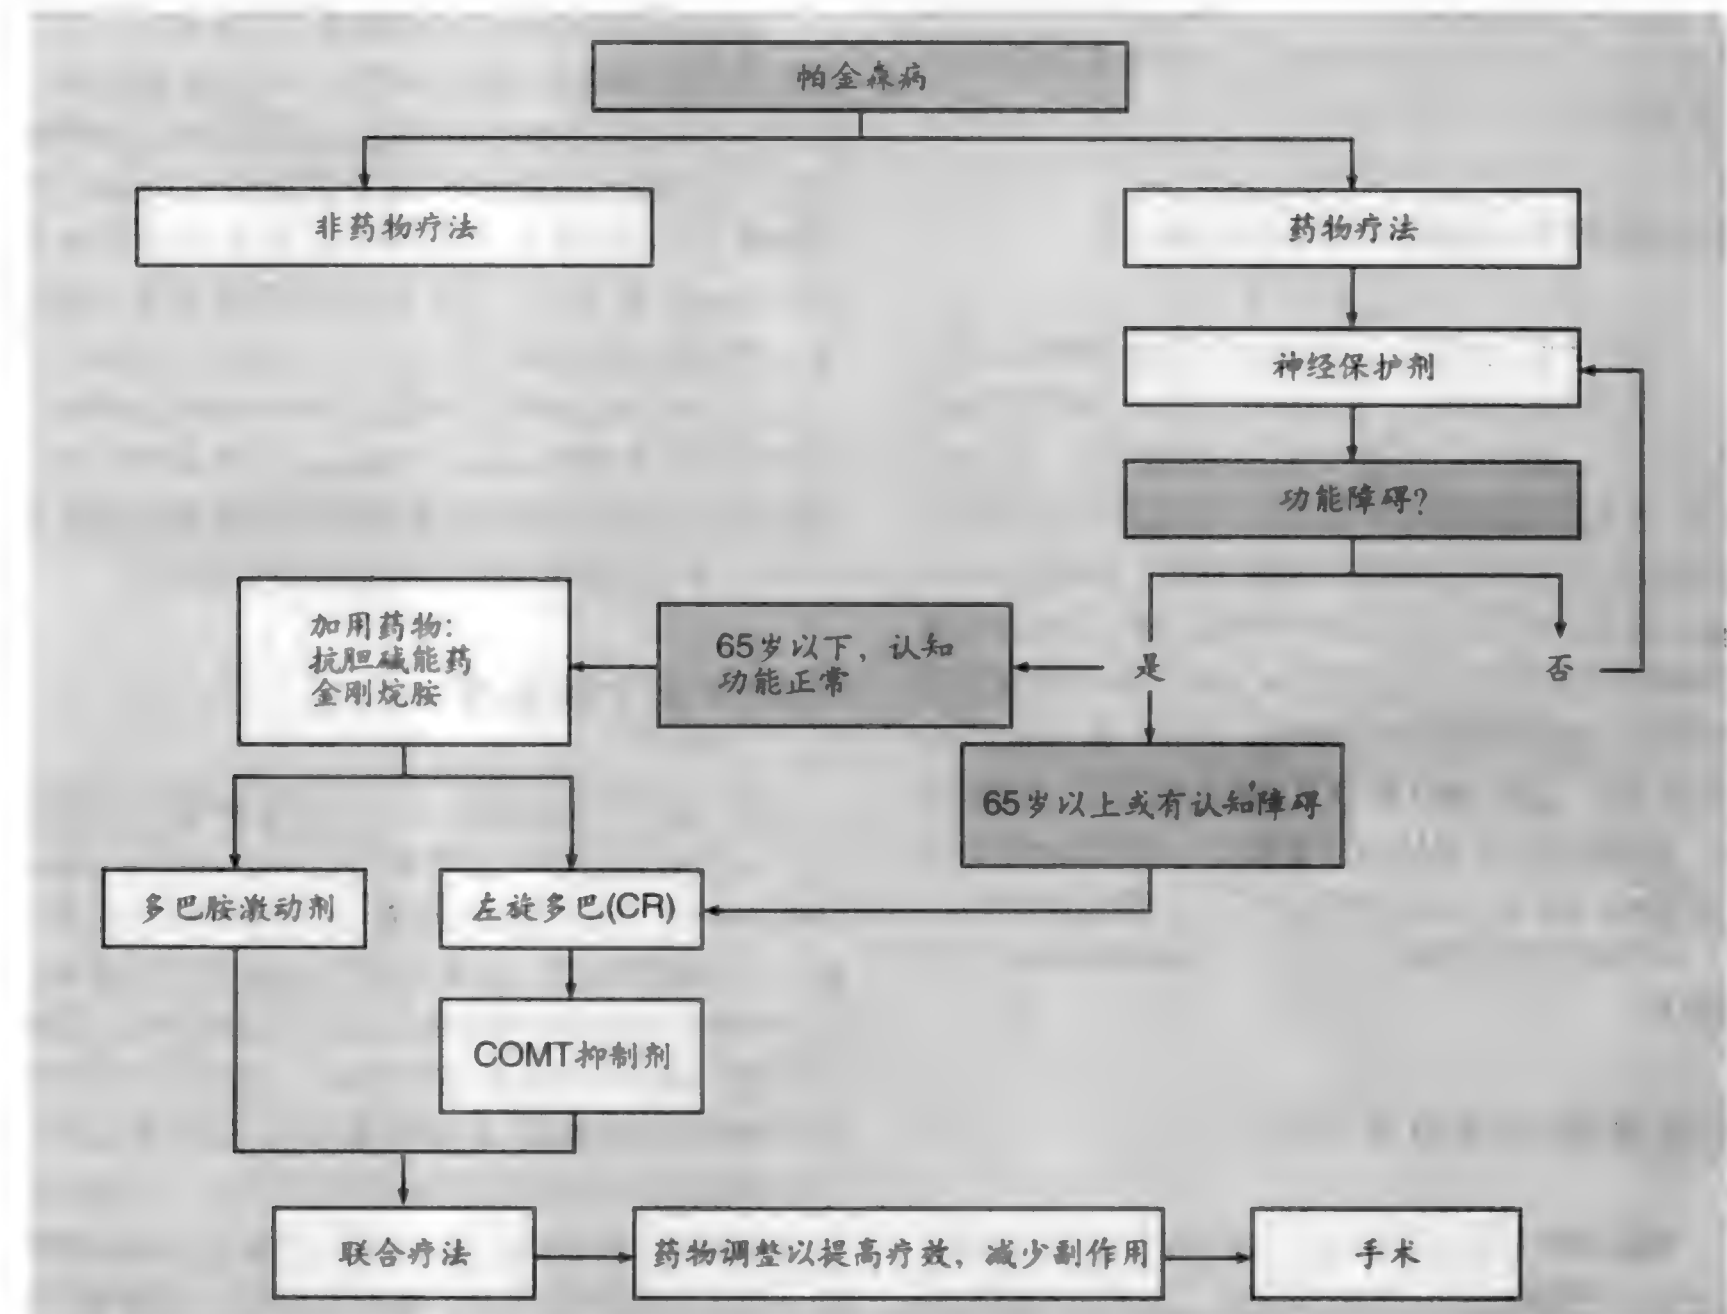 帕金森病
非药物疗法
药物疗法
神经保护剂
功能障碍?
加用药物:
抗胆碱能药
金刚烷胺
65岁以下，认知
功能正常
是
否
65岁以上或有认知障碍
多巴胺激动剂
左旋多巴(CR)
COMT抑制剂
联合疗法
药物调整以提高疗效，减少副作用
手术